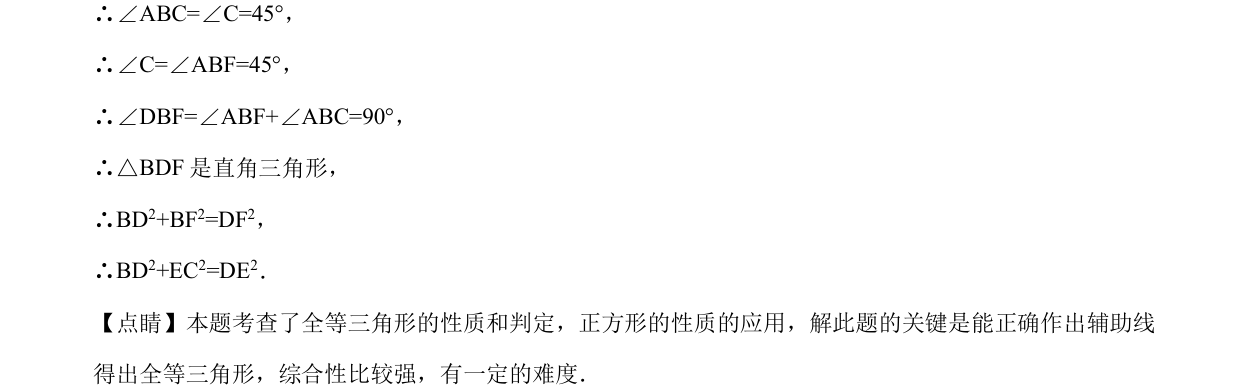 ∴∠ABC=∠C=45°，
∴∠C=∠ABF=45°，
∴∠DBF=∠ABF+∠ABC=90°，
∴△BDF 是直角三角形，
∴BD²+BF²=DF²，
∴BD²+EC²=DE²．
【点睛】本题考查了全等三角形的性质和判定，正方形的性质的应用，解此题的关键是能正确作出辅助线
得出全等三角形，综合性比较强，有一定的难度．